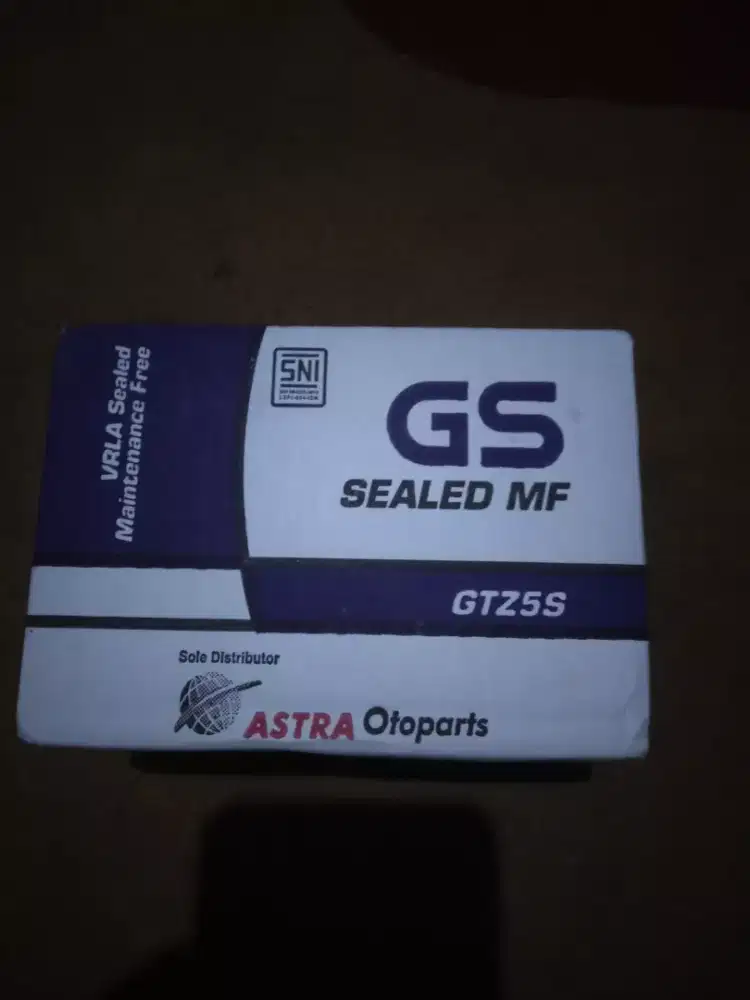 VRLA Sealed
Maintenance Free
SNI
GS
SEALED MF
GTZ5S
Sole Distributor
ASTRA Otoparts